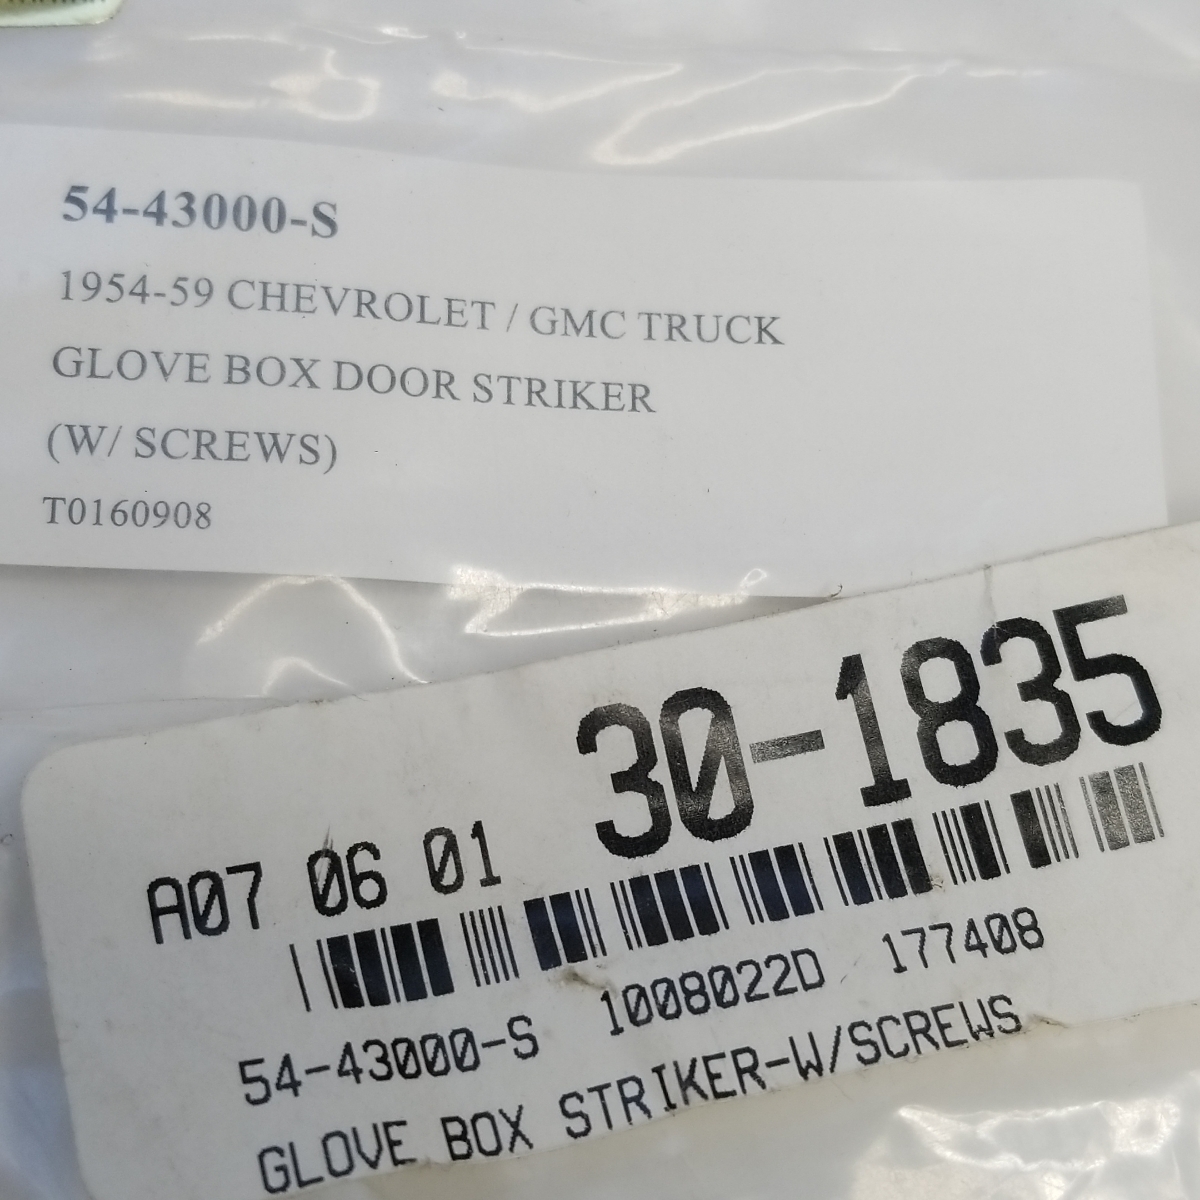 54-43000-S
1954-59 CHEVROLET / GMC TRUCK
GLOVE BOX DOOR STRIKER
(W/ SCREWS)
T0160908
30-1835
A07 06 01
54-43000-S 1008022D 177408
GLOVE BOX STRIKER-W/SCREWS